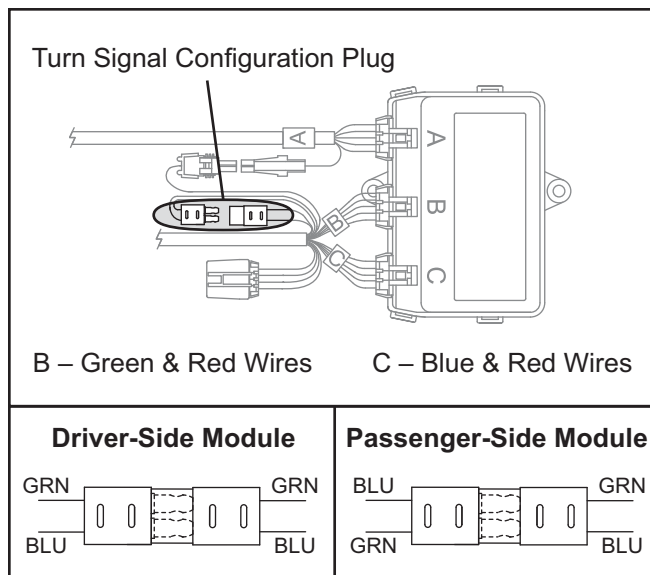 Turn Signal Configuration Plug
A
A
B
B
C
C
B – Green & Red Wires
C – Blue & Red Wires
Driver-Side Module
GRN
GRN
BLU
BLU
Passenger-Side Module
BLU
GRN
GRN
BLU